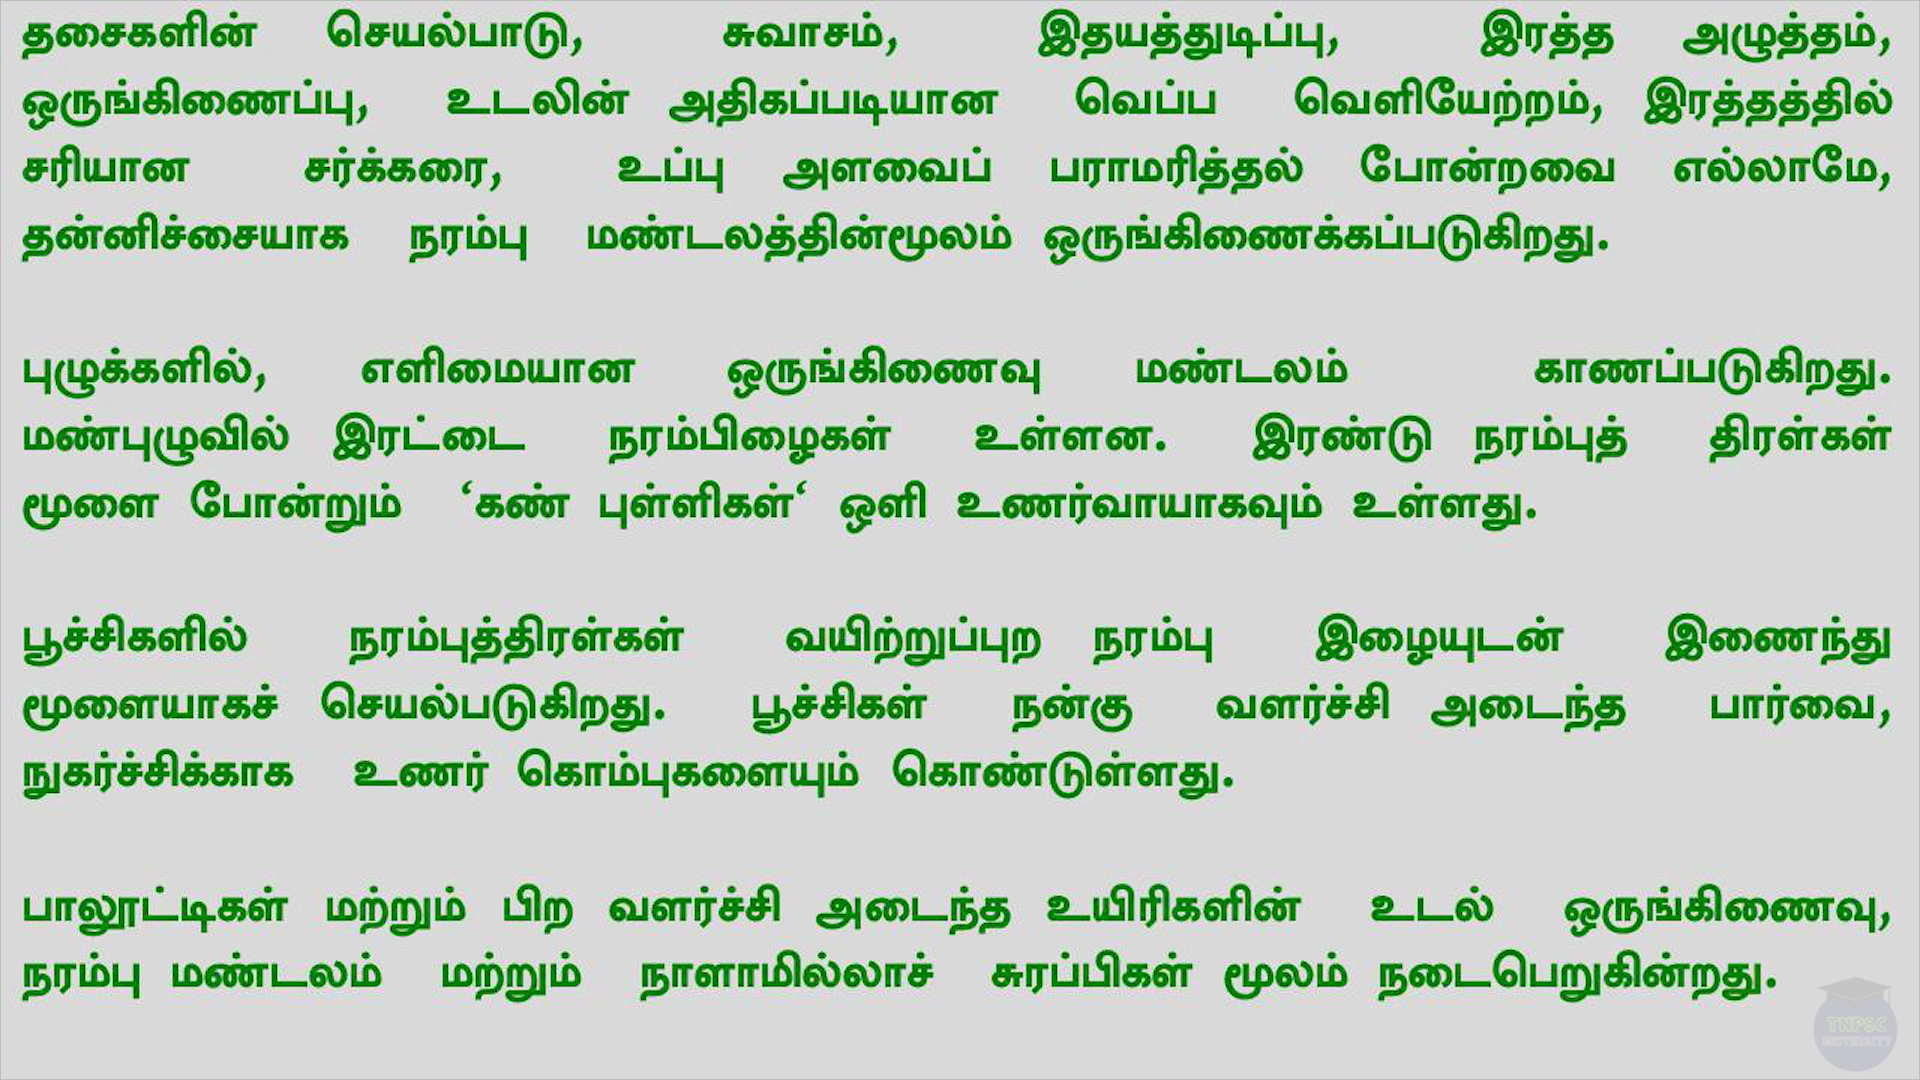 தசைகளின் செயல்பாடு, சுவாசம், இதயத்துடிப்பு, இரத்த அழுத்தம்,
ஒருங்கிணைப்பு, உடலின் அதிகப்படியான வெப்ப வெளியேற்றம், இரத்தத்தில்
சரியான சர்க்கரை, உப்பு அளவைப் பராமரித்தல் போன்றவை எல்லாமே,
தன்னிச்சையாக நரம்பு மண்டலத்தின்மூலம் ஒருங்கிணைக்கப்படுகிறது.
புழுக்களில், எளிமையான ஒருங்கிணைவு மண்டலம் காணப்படுகிறது.
மண்புழுவில் இரட்டை நரம்பிழைகள் உள்ளன. இரண்டு நரம்புத் திரள்கள்
மூளை போன்றும் ‘கண் புள்ளிகள்‘ ஒளி உணர்வாயாகவும் உள்ளது.
பூச்சிகளில் நரம்புத்திரள்கள் வயிற்றுப்புற நரம்பு இழையுடன் இணைந்து
மூளையாகச் செயல்படுகிறது. பூச்சிகள் நன்கு வளர்ச்சி அடைந்த பார்வை,
நுகர்ச்சிக்காக உணர் கொம்புகளையும் கொண்டுள்ளது.
பாலூட்டிகள் மற்றும் பிற வளர்ச்சி அடைந்த உயிரிகளின் உடல் ஒருங்கிணைவு,
நரம்பு மண்டலம் மற்றும் நாளாமில்லாச் சுரப்பிகள் மூலம் நடைபெறுகின்றது.
TNPSC
UNIVERSITY